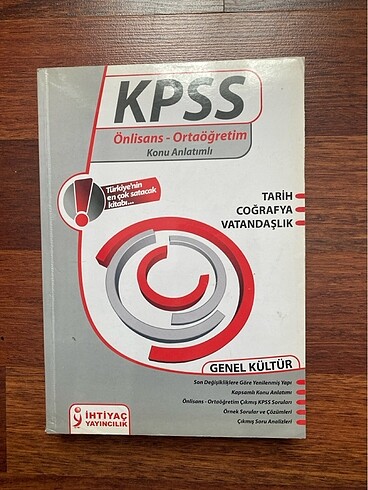 KPSS
Önlisans - Ortaöğretim
Konu Anlatımlı
Türkiye'nin
en çok satacak
kitabı...
TARİH
COĞRAFYA
VATANDAŞLIK
GENEL KÜLTÜR
Son Değişikliklere Göre Yenilenmiş Yapı
Kapsamlı Konu Anlatımı
Önlisans - Ortaöğretim Çıkmış KPSS Soruları
Örnek Sorular ve Çözümleri
Çıkmış Soru Analizleri
İHTİYAÇ
YAYINCILIK